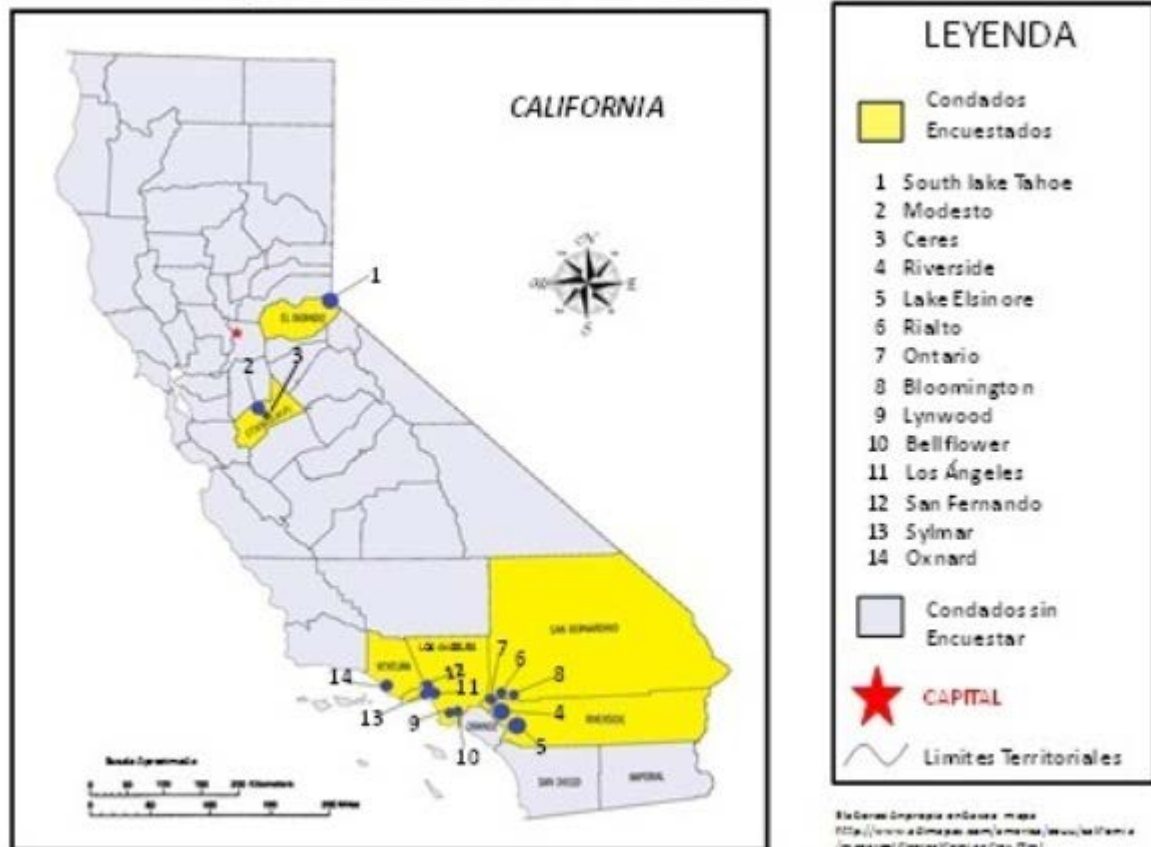 CALIFORNIA
N
E
S
1
EL DORADO
2
3
SAN BERNARDINO
LOS ANGELES
VENTURA
7
6
8
14
12
11
13
4
RIVERSIDE
9
ORANGE
5
10
SAN DIEGO
IMPERIAL
LEYENDA
Condados
Encuestados
1 South lake Tahoe
2 Modesto
3 Ceres
4 Riverside
5 Lake Elsinore
6 Rialto
7 Ontario
8 Bloomington
9 Lynwood
10 Bellflower
11 Los Ángeles
12 San Fernando
13 Sylmar
14 Oxnard
Condados sin
Encuestar
CAPITAL
Limites Territoriales